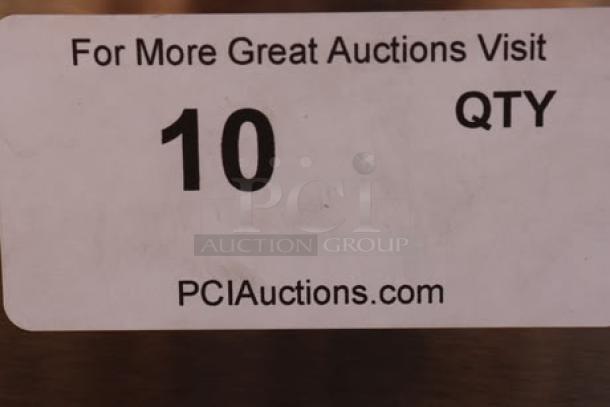 For More Great Auctions Visit
10
QTY
PCI
AUCTION GROUP
PCIAuctions.com